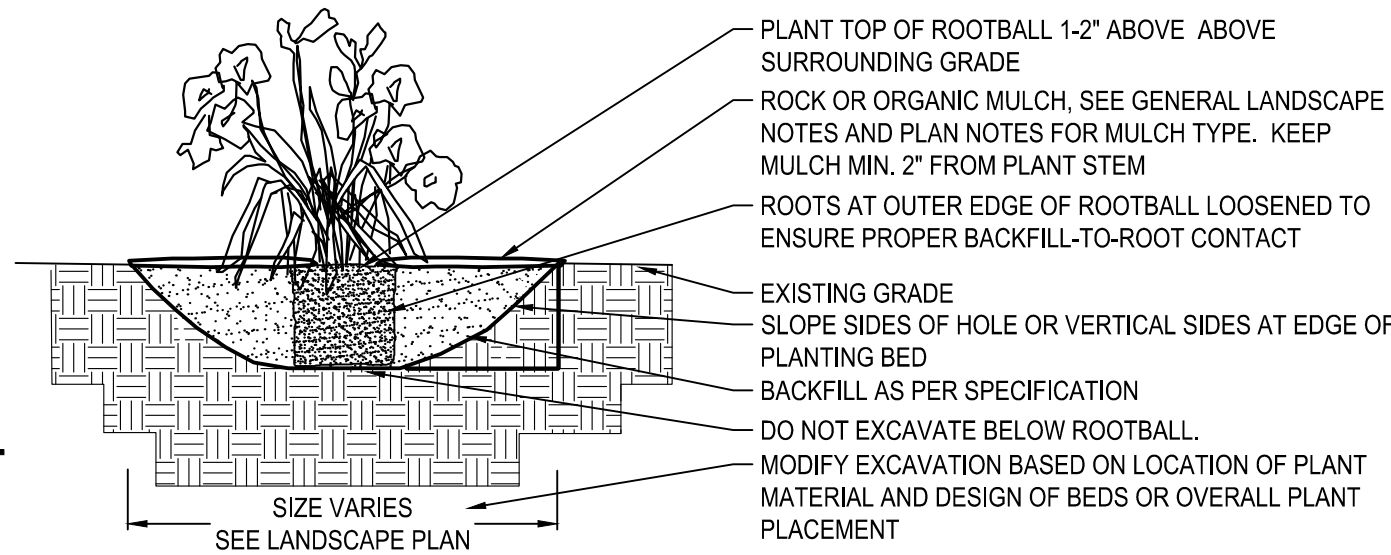 PLANT TOP OF ROOTBALL 1-2" ABOVE ABOVE
SURROUNDING GRADE
ROCK OR ORGANIC MULCH, SEE GENERAL LANDSCAPE
NOTES AND PLAN NOTES FOR MULCH TYPE. KEEP
MULCH MIN. 2" FROM PLANT STEM
ROOTS AT OUTER EDGE OF ROOTBALL LOOSENED TO
ENSURE PROPER BACKFILL-TO-ROOT CONTACT
EXISTING GRADE
SLOPE SIDES OF HOLE OR VERTICAL SIDES AT EDGE OF
PLANTING BED
BACKFILL AS PER SPECIFICATION
DO NOT EXCAVATE BELOW ROOTBALL.
MODIFY EXCAVATION BASED ON LOCATION OF PLANT
MATERIAL AND DESIGN OF BEDS OR OVERALL PLANT
PLACEMENT
SIZE VARIES
SEE LANDSCAPE PLAN